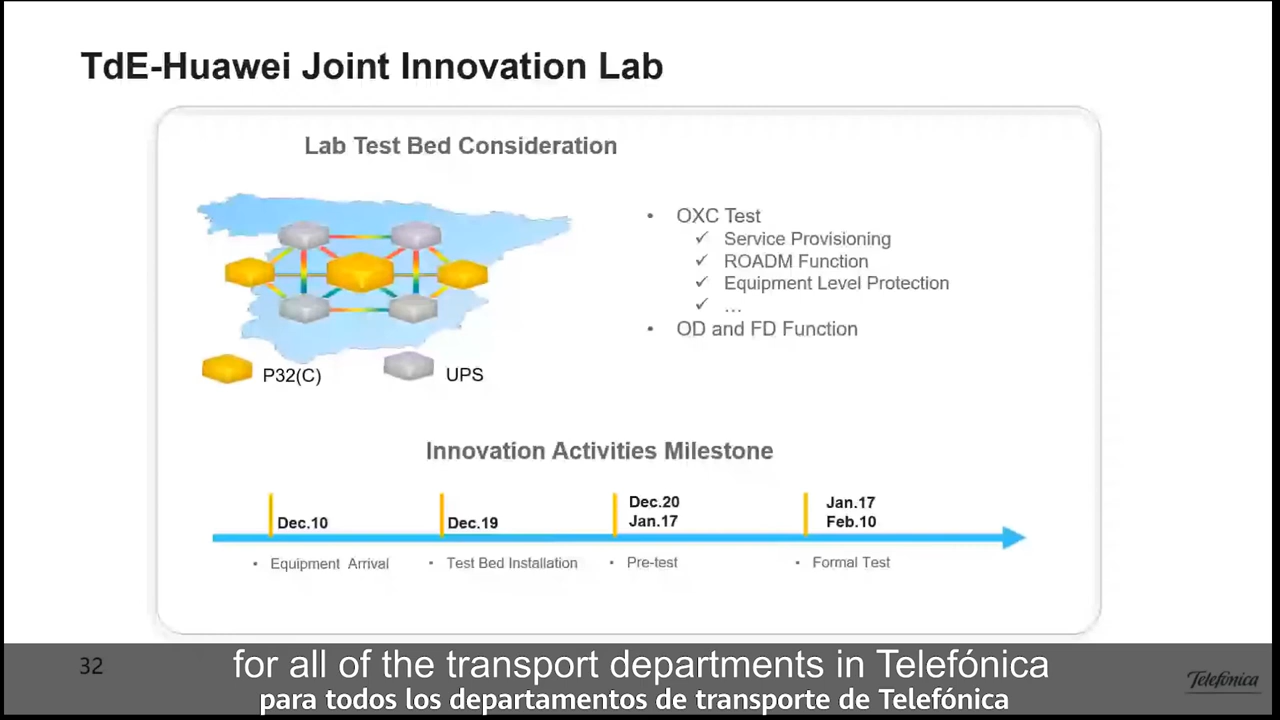 TdE-Huawei Joint Innovation Lab
Lab Test Bed Consideration
P32(C)
UPS
• OXC Test
✓ Service Provisioning
✓ ROADM Function
✓ Equipment Level Protection
✓ ...
• OD and FD Function
Innovation Activities Milestone
Dec.10
• Equipment Arrival
Dec.19
• Test Bed Installation
Dec.20
Jan.17
• Pre-test
Jan.17
Feb.10
• Formal Test
32
for all of the transport departments in Telefónica
para todos los departamentos de transporte de Telefónica
Telefónica